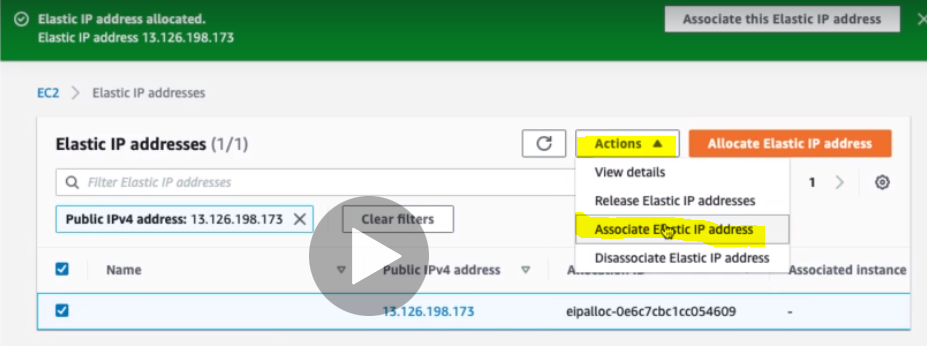 Elastic IP address allocated.
Elastic IP address 13.126.198.173
Associate this Elastic IP address
EC2 > Elastic IP addresses
Elastic IP addresses (1/1)
Actions
Allocate Elastic IP address
Filter Elastic IP addresses
1
View details
Release Elastic IP addresses
Associate Elastic IP address
Disassociate Elastic IP address
Public IPv4 address: 13.126.198.173
Clear filters
Name
Public IPv4 address
Allocation ID
Associated instance
13.126.198.173
eipalloc-0e6c7cbc1cc054609
-